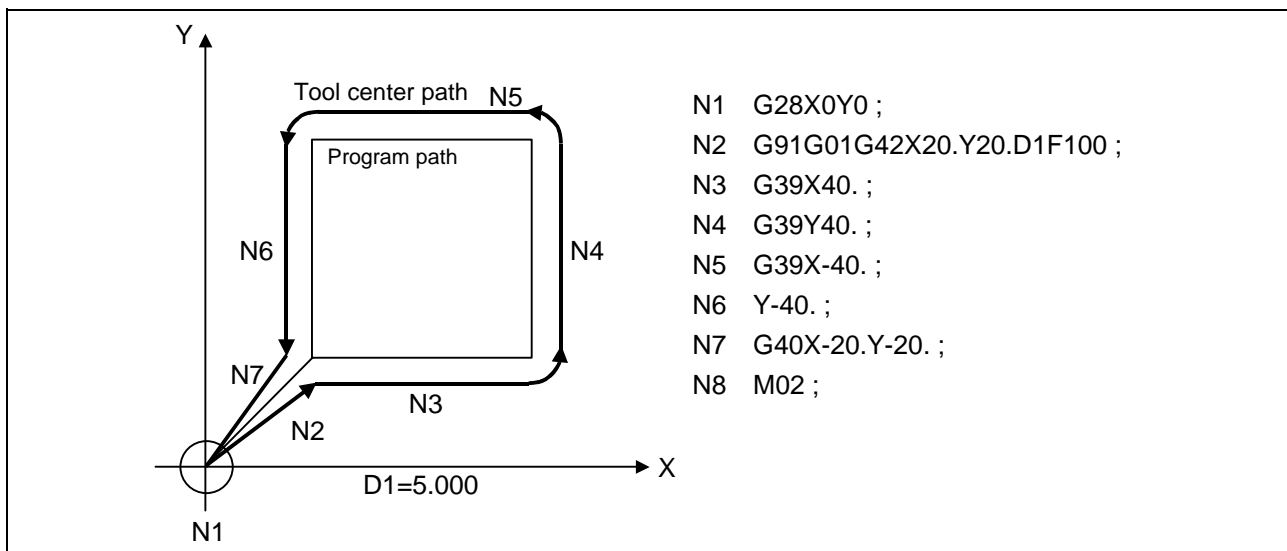 Y
Tool center path
N5
Program path
N6
N4
N7
N3
N2
X
D1=5.000
N1
N1 G28X0Y0 ;
N2 G91G01G42X20.Y20.D1F100 ;
N3 G39X40. ;
N4 G39Y40. ;
N5 G39X-40. ;
N6 Y-40. ;
N7 G40X-20.Y-20. ;
N8 M02 ;